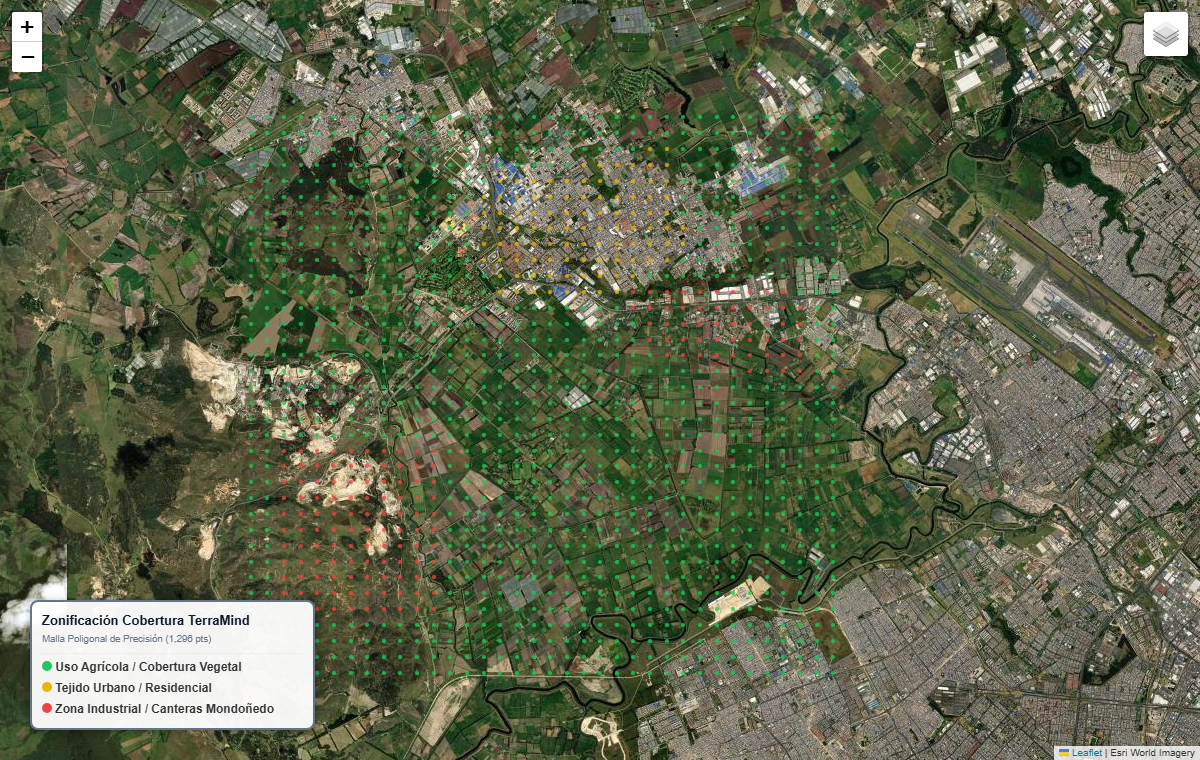 +
−
Zonificación Cobertura TerraMind
Malla Poligonal de Precisión (1,296 pts)
Uso Agrícola / Cobertura Vegetal
Tejido Urbano / Residencial
Zona Industrial / Canteras Mondoñedo
Leaflet | Esri World Imagery